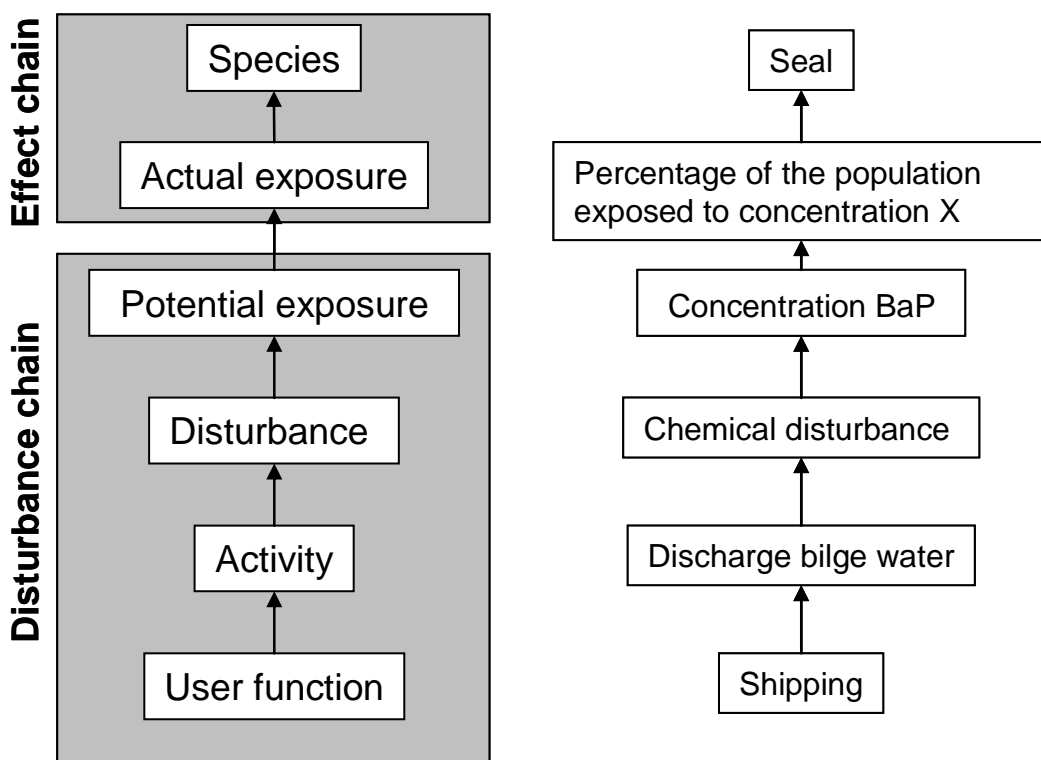 Effect chain
Species
Actual exposure
Disturbance chain
Potential exposure
Disturbance
Activity
User function
Seal
Percentage of the population
exposed to concentration X
Concentration BaP
Chemical disturbance
Discharge bilge water
Shipping